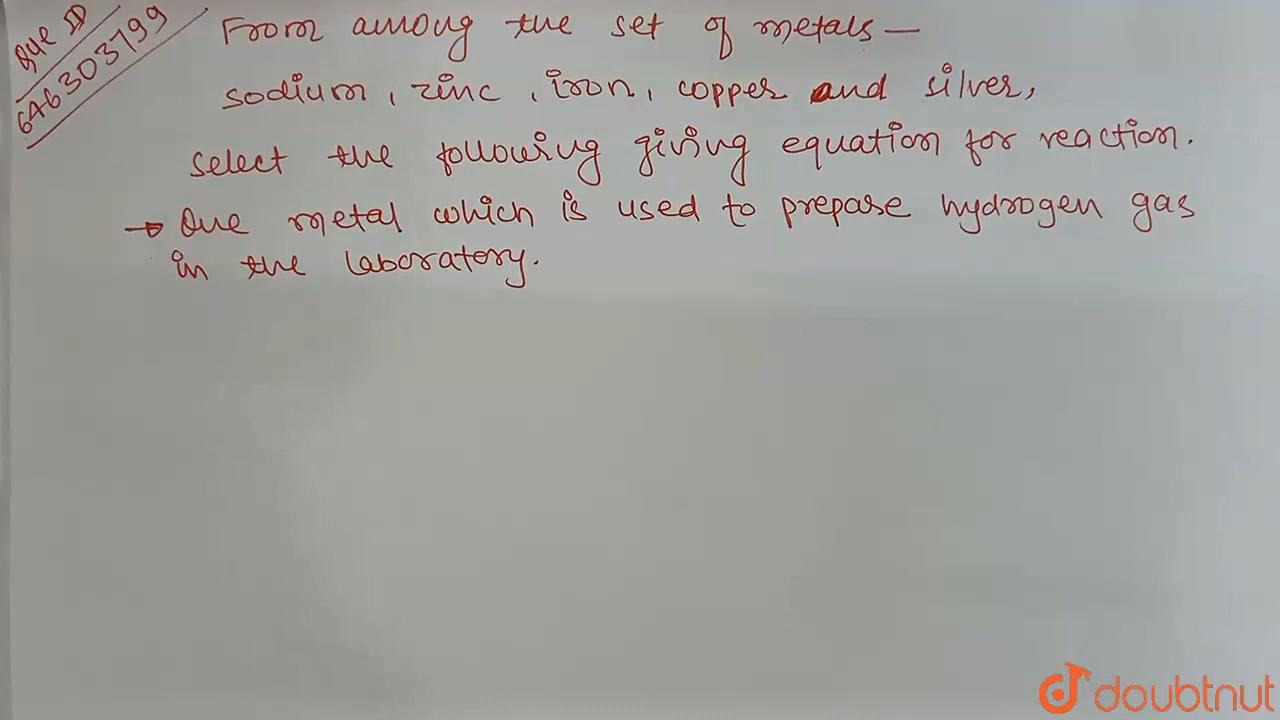 Que ID
646303799
From among the set of metals —
sodium, zinc, iron, copper and silver,
select the following giving equation for reaction.
→ One metal which is used to prepare hydrogen gas
in the laboratory.
doubtnut